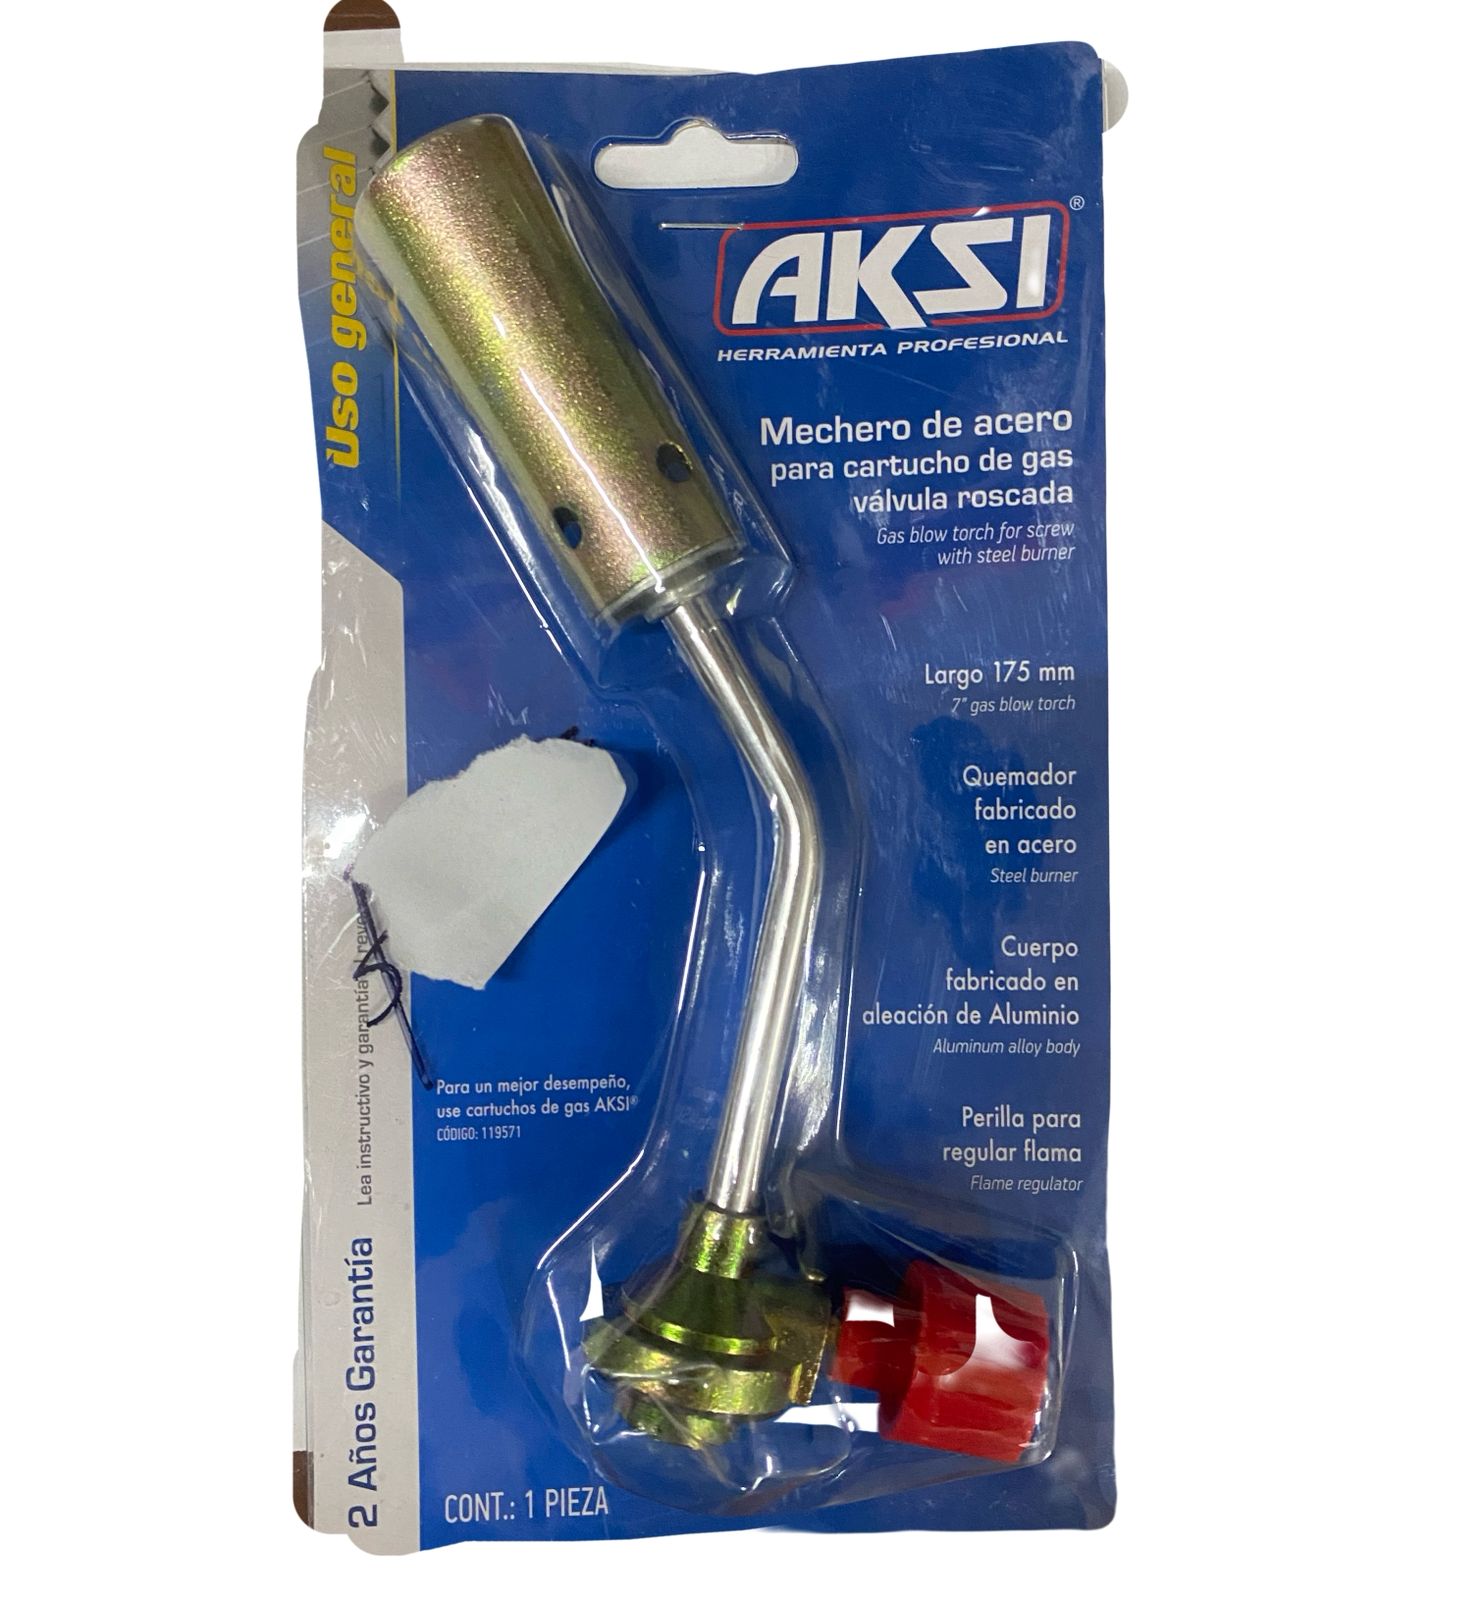 Uso general
AKSI®
HERRAMIENTA PROFESIONAL
Mechero de acero
para cartucho de gas
válvula roscada
Gas blow torch for screw
with steel burner
Largo 175 mm
7" gas blow torch
Quemador
fabricado
en acero
Steel burner
Cuerpo
fabricado en
aleación de Aluminio
Aluminum alloy body
Perilla para
regular flama
Flame regulator
Para un mejor desempeño,
use cartuchos de gas AKSI®
CÓDIGO: 119571
2 Años Garantía
Lea instructivo y garantía
CONT.: 1 PIEZA